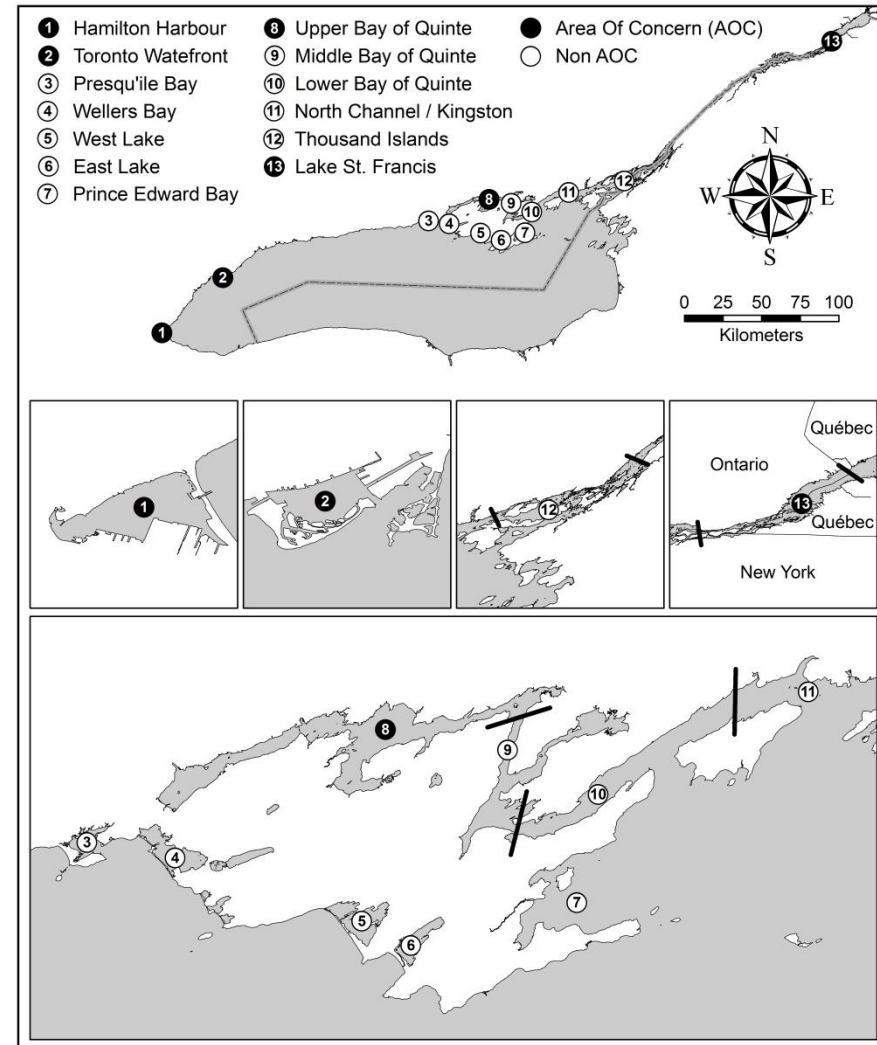 1 Hamilton Harbour
2 Toronto Watefront
3 Presqu'ile Bay
4 Wellers Bay
5 West Lake
6 East Lake
7 Prince Edward Bay
8 Upper Bay of Quinte
9 Middle Bay of Quinte
10 Lower Bay of Quinte
11 North Channel / Kingston
12 Thousand Islands
13 Lake St. Francis
Area Of Concern (AOC)
Non AOC
13
12
11
8
9
10
3
4
5
6
7
2
1
N
W E
S
0 25 50 75 100
Kilometers
1
2
12
Québec
Ontario
13
Québec
New York
11
8
9
10
3
4
7
5
6